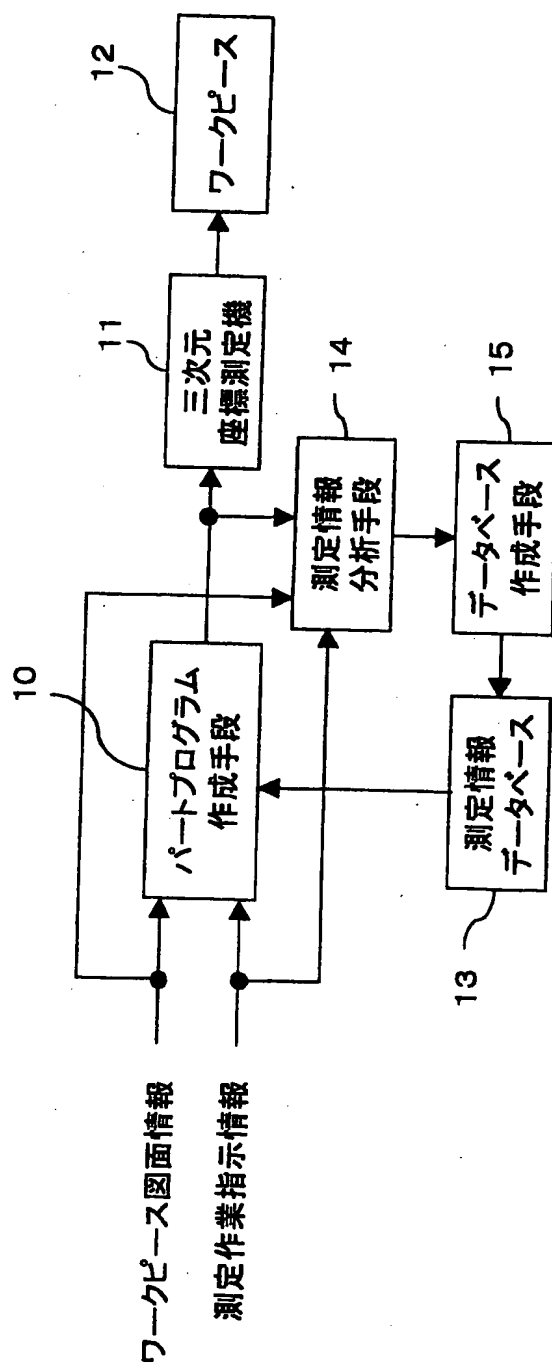 ワークピース図面情報
測定作業指示情報
10
パートプログラム
作成手段
11
三次元
座標測定機
12
ワークピース
14
測定情報
分析手段
13
測定情報
データベース
15
データベース
作成手段